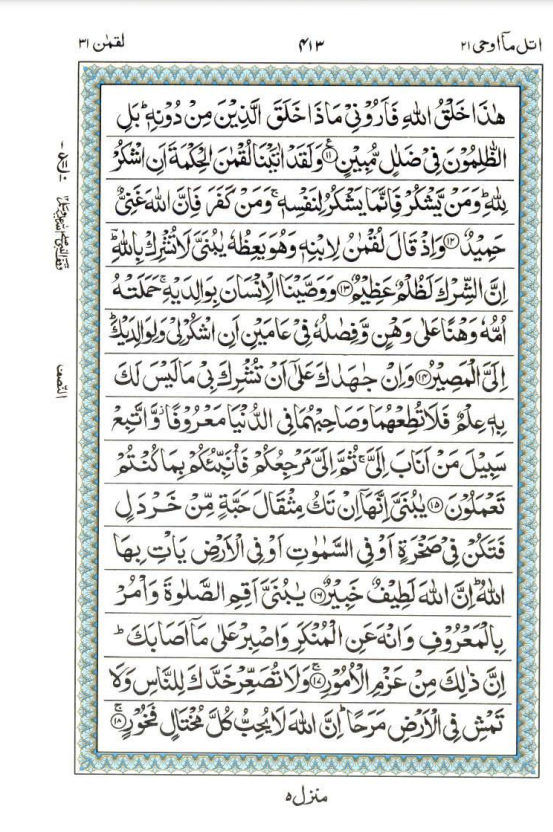 اتل مآ اوحی ۲۱
۴۱۳
لقمٰن ۳۱
هٰذَا خَلْقُ اللّٰهِ فَاَرُوْنِيْ مَاذَا خَلَقَ الَّذِيْنَ مِنْ دُوْنِهٖ ؕ بَلِ
الظّٰلِمُوْنَ فِيْ ضَلٰلٍ مُّبِيْنٍ ۱۱ وَلَقَدْ اٰتَيْنَا لُقْمٰنَ الْحِكْمَةَ اَنِ اشْكُرْ
لِلّٰهِ ؕ وَمَنْ يَّشْكُرْ فَاِنَّمَا يَشْكُرُ لِنَفْسِهٖ ۚ وَمَنْ كَفَرَ فَاِنَّ اللّٰهَ غَنِيٌّ
حَمِيْدٌ ۱۲ وَاِذْ قَالَ لُقْمٰنُ لِابْنِهٖ وَهُوَ يَعِظُهٗ يٰبُنَيَّ لَا تُشْرِكْ بِاللّٰهِ ؕ
اِنَّ الشِّرْكَ لَظُلْمٌ عَظِيْمٌ ۱۳ وَوَصَّيْنَا الْاِنْسَانَ بِوَالِدَيْهِ ۚ حَمَلَتْهُ
اُمُّهٗ وَهْنًا عَلٰى وَهْنٍ وَّفِصٰلُهٗ فِيْ عَامَيْنِ اَنِ اشْكُرْ لِيْ وَلِوَالِدَيْكَ ؕ
اِلَيَّ الْمَصِيْرُ ۱۴ وَاِنْ جَاهَدٰكَ عَلٰٓى اَنْ تُشْرِكَ بِيْ مَا لَيْسَ لَكَ
بِهٖ عِلْمٌ فَلَا تُطِعْهُمَا وَصَاحِبْهُمَا فِي الدُّنْيَا مَعْرُوْفًا ؗ وَّاتَّبِعْ
سَبِيْلَ مَنْ اَنَابَ اِلَيَّ ۚ ثُمَّ اِلَيَّ مَرْجِعُكُمْ فَاُنَبِّئُكُمْ بِمَا كُنْتُمْ
تَعْمَلُوْنَ ۱۵ يٰبُنَيَّ اِنَّهَآ اِنْ تَكُ مِثْقَالَ حَبَّةٍ مِّنْ خَرْدَلٍ
فَتَكُنْ فِيْ صَخْرَةٍ اَوْ فِي السَّمٰوٰتِ اَوْ فِي الْاَرْضِ يَاْتِ بِهَا
اللّٰهُ ؕ اِنَّ اللّٰهَ لَطِيْفٌ خَبِيْرٌ ۱۶ يٰبُنَيَّ اَقِمِ الصَّلٰوةَ وَاْمُرْ
بِالْمَعْرُوْفِ وَانْهَ عَنِ الْمُنْكَرِ وَاصْبِرْ عَلٰى مَآ اَصَابَكَ ؕ
اِنَّ ذٰلِكَ مِنْ عَزْمِ الْاُمُوْرِ ۚ ۱۷ وَلَا تُصَعِّرْ خَدَّكَ لِلنَّاسِ وَلَا
تَمْشِ فِي الْاَرْضِ مَرَحًا ؕ اِنَّ اللّٰهَ لَا يُحِبُّ كُلَّ مُخْتَالٍ فَخُوْرٍ ۚ ۱۸
النّصف
منزل ۵